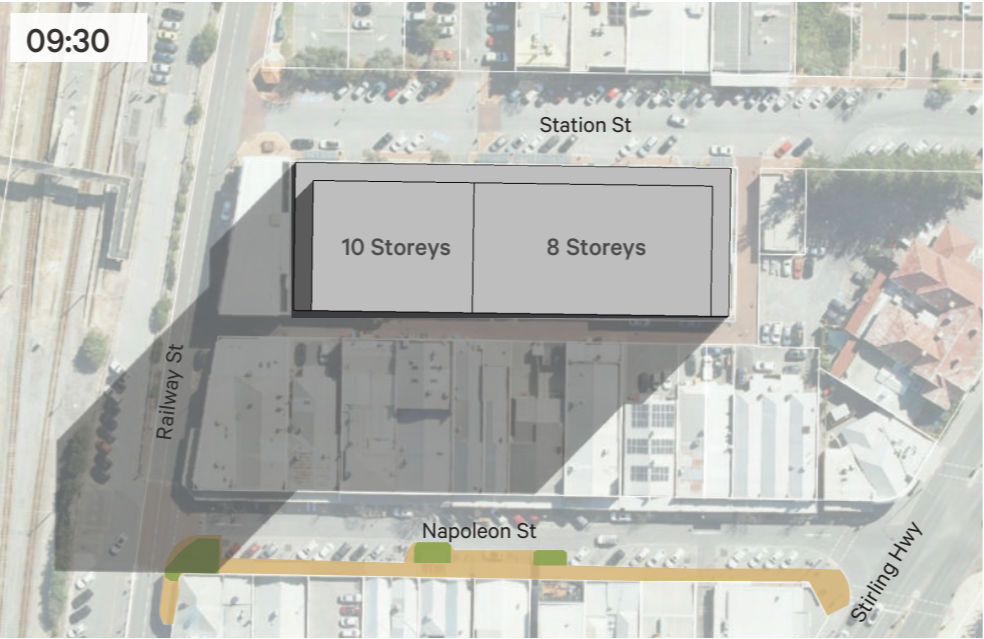 09:30
Station St
10 Storeys
8 Storeys
Railway St
Napoleon St
Stirling Hwy